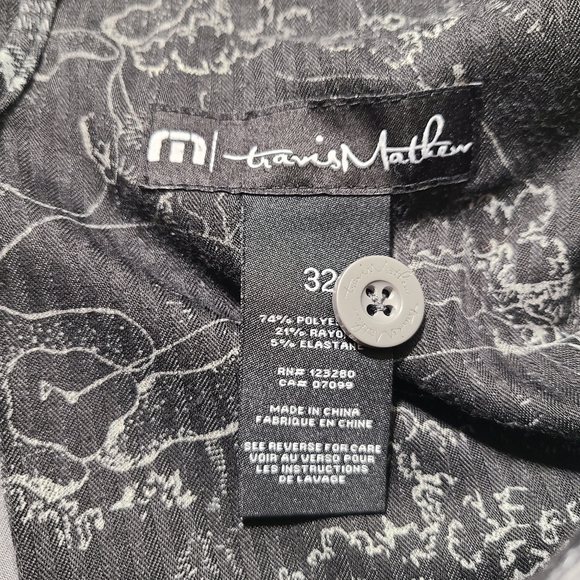 m | travisMathew
32
74% POLYE
21% RAYO
5% ELASTANE
RN# 123280
CA# 07099
MADE IN CHINA
FABRIQUE EN CHINE
SEE REVERSE FOR CARE
VOIR AU VERSO POUR
LES INSTRUCTIONS
DE LAVAGE